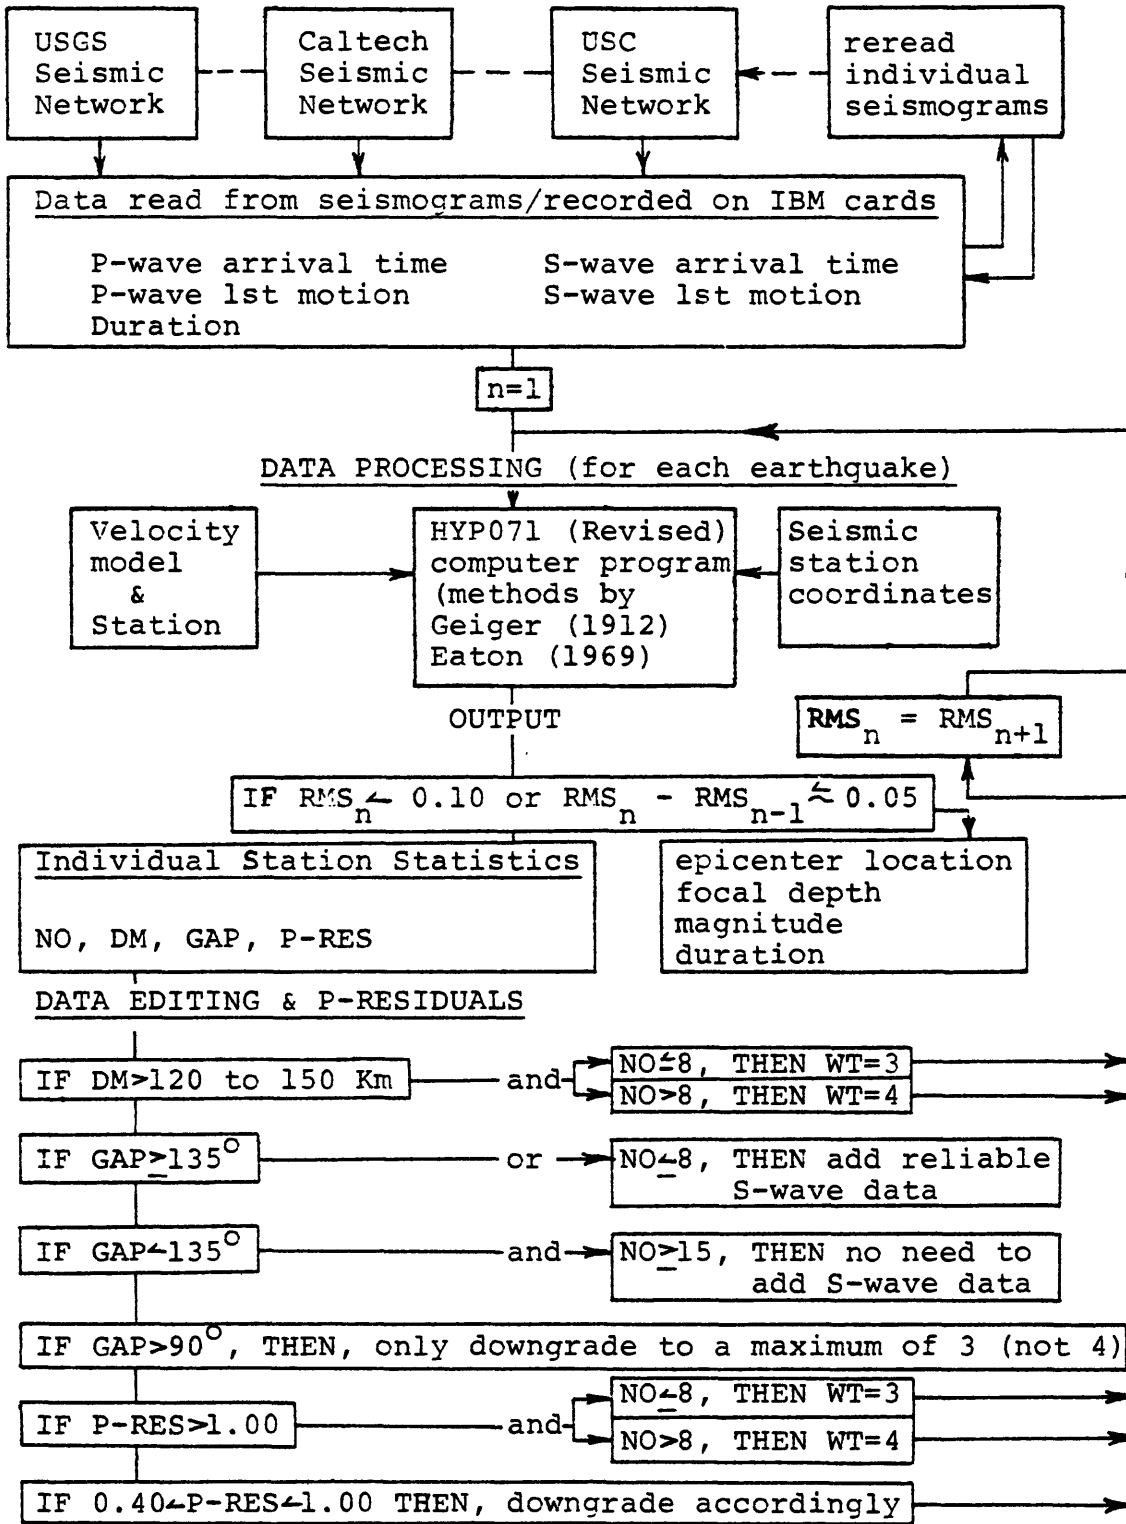 USGS
Seismic
Network
Caltech
Seismic
Network
USC
Seismic
Network
reread
individual
seismograms
Data read from seismograms/recorded on IBM cards
P-wave arrival time S-wave arrival time
P-wave 1st motion S-wave 1st motion
Duration
n=1
DATA PROCESSING (for each earthquake)
Velocity
model
&
Station
HYP071 (Revised)
computer program
(methods by
Geiger (1912)
Eaton (1969)
Seismic
station
coordinates
OUTPUT
RMSn = RMSn+1
IF RMSn < 0.10 or RMSn - RMSn-1 ≤ 0.05
Individual Station Statistics
NO, DM, GAP, P-RES
epicenter location
focal depth
magnitude
duration
DATA EDITING & P-RESIDUALS
IF DM>120 to 150 Km and NO≤8, THEN WT=3
NO>8, THEN WT=4
IF GAP≥135° or NO≤8, THEN add reliable
S-wave data
IF GAP<135° and NO≥15, THEN no need to
add S-wave data
IF GAP>90°, THEN, only downgrade to a maximum of 3 (not 4)
IF P-RES>1.00 and NO≤8, THEN WT=3
NO>8, THEN WT=4
IF 0.40<P-RES<1.00 THEN, downgrade accordingly